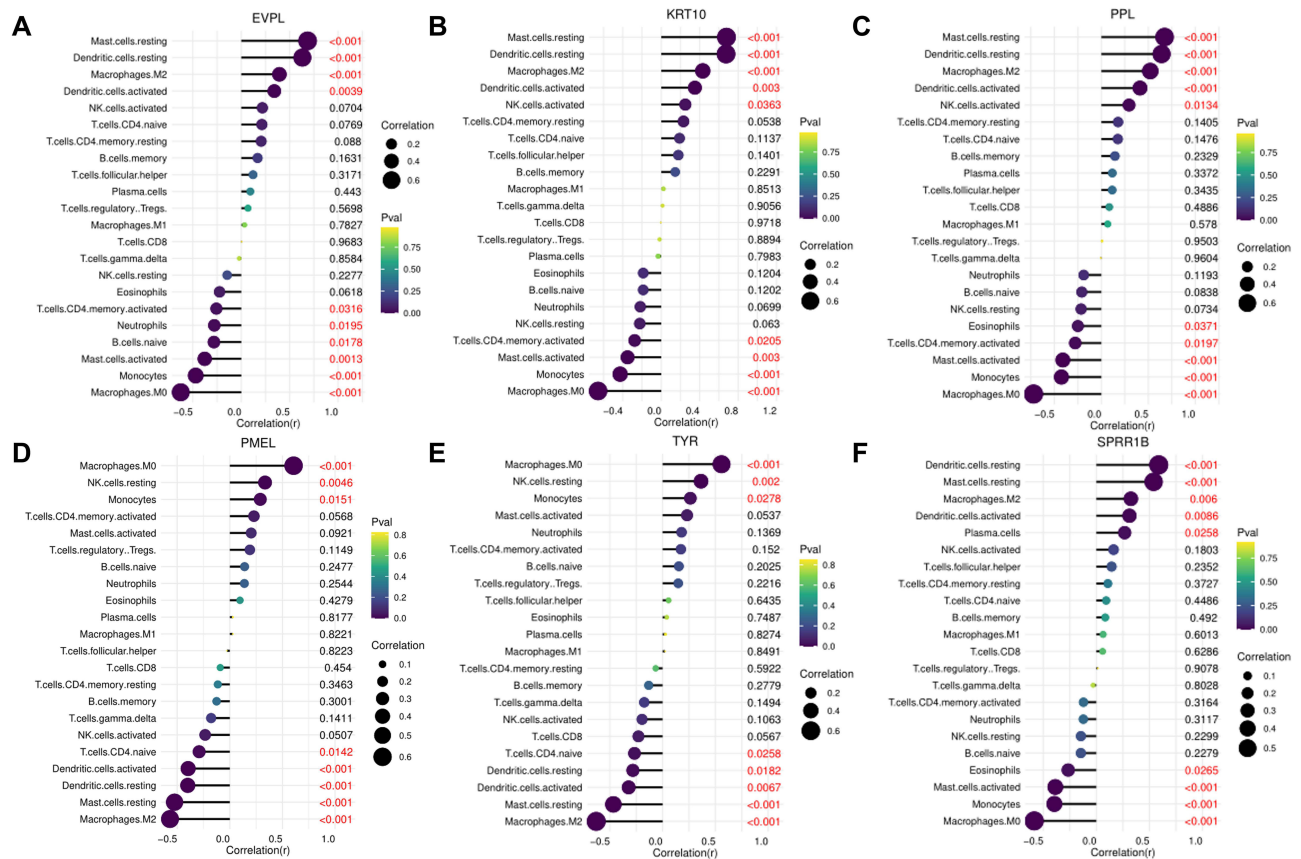 A
EVPL
Mast.cells.resting <0.001
Dendritic.cells.resting <0.001
Macrophages.M2 <0.001
Dendritic.cells.activated 0.0039
NK.cells.activated 0.0704
T.cells.CD4.naive 0.0769
T.cells.CD4.memory.resting 0.088
B.cells.memory 0.1631
T.cells.follicular.helper 0.3171
Plasma.cells 0.443
T.cells.regulatory..Tregs. 0.5698
Macrophages.M1 0.7827
T.cells.CD8 0.9683
T.cells.gamma.delta 0.8584
NK.cells.resting 0.2277
Eosinophils 0.0618
T.cells.CD4.memory.activated 0.0316
Neutrophils 0.0195
B.cells.naive 0.0178
Mast.cells.activated 0.0013
Monocytes <0.001
Macrophages.M0 <0.001
−0.5 0.0 0.5 1.0
Correlation(r)
Correlation
0.2
0.4
0.6
Pval
0.75
0.50
0.25
0.00
B
KRT10
Mast.cells.resting <0.001
Dendritic.cells.resting <0.001
Macrophages.M2 <0.001
Dendritic.cells.activated 0.003
NK.cells.activated 0.0363
T.cells.CD4.memory.resting 0.0538
T.cells.CD4.naive 0.1137
T.cells.follicular.helper 0.1401
B.cells.memory 0.2291
Macrophages.M1 0.8513
T.cells.gamma.delta 0.9056
T.cells.CD8 0.9718
T.cells.regulatory..Tregs. 0.8894
Plasma.cells 0.7983
Eosinophils 0.1204
B.cells.naive 0.1202
Neutrophils 0.0699
NK.cells.resting 0.063
T.cells.CD4.memory.activated 0.0205
Mast.cells.activated 0.003
Monocytes <0.001
Macrophages.M0 <0.001
−0.4 0.0 0.4 0.8 1.2
Correlation(r)
Pval
0.75
0.50
0.25
0.00
Correlation
0.2
0.4
0.6
C
PPL
Mast.cells.resting <0.001
Dendritic.cells.resting <0.001
Macrophages.M2 <0.001
Dendritic.cells.activated <0.001
NK.cells.activated 0.0134
T.cells.CD4.memory.resting 0.1405
T.cells.CD4.naive 0.1476
B.cells.memory 0.2329
Plasma.cells 0.3372
T.cells.follicular.helper 0.3435
T.cells.CD8 0.4886
Macrophages.M1 0.578
T.cells.regulatory..Tregs. 0.9503
T.cells.gamma.delta 0.9604
Neutrophils 0.1193
B.cells.naive 0.0838
NK.cells.resting 0.0734
Eosinophils 0.0371
T.cells.CD4.memory.activated 0.0197
Mast.cells.activated <0.001
Monocytes <0.001
Macrophages.M0 <0.001
−0.5 0.0 0.5 1.0
Correlation(r)
Pval
0.75
0.50
0.25
0.00
Correlation
0.2
0.4
0.6
D
PMEL
Macrophages.M0 <0.001
NK.cells.resting 0.0046
Monocytes 0.0151
T.cells.CD4.memory.activated 0.0568
Mast.cells.activated 0.0921
T.cells.regulatory..Tregs. 0.1149
B.cells.naive 0.2477
Neutrophils 0.2544
Eosinophils 0.4279
Plasma.cells 0.8177
Macrophages.M1 0.8221
T.cells.follicular.helper 0.8223
T.cells.CD8 0.454
T.cells.CD4.memory.resting 0.3463
B.cells.memory 0.3001
T.cells.gamma.delta 0.1411
NK.cells.activated 0.0507
T.cells.CD4.naive 0.0142
Dendritic.cells.activated <0.001
Dendritic.cells.resting <0.001
Mast.cells.resting <0.001
Macrophages.M2 <0.001
−0.5 0.0 0.5 1.0
Correlation(r)
Pval
0.8
0.6
0.4
0.2
0.0
Correlation
0.1
0.2
0.3
0.4
0.5
0.6
E
TYR
Macrophages.M0 <0.001
NK.cells.resting 0.002
Monocytes 0.0278
Mast.cells.activated 0.0537
Neutrophils 0.1369
T.cells.CD4.memory.activated 0.152
B.cells.naive 0.2025
T.cells.regulatory..Tregs. 0.2216
T.cells.follicular.helper 0.6435
Eosinophils 0.7487
Plasma.cells 0.8274
Macrophages.M1 0.8491
T.cells.CD4.memory.resting 0.5922
B.cells.memory 0.2779
T.cells.gamma.delta 0.1494
NK.cells.activated 0.1063
T.cells.CD8 0.0567
T.cells.CD4.naive 0.0258
Dendritic.cells.resting 0.0182
Dendritic.cells.activated 0.0067
Mast.cells.resting <0.001
Macrophages.M2 <0.001
−0.5 0.0 0.5 1.0
Correlation(r)
Pval
0.8
0.6
0.4
0.2
0.0
Correlation
0.2
0.4
0.6
F
SPRR1B
Dendritic.cells.resting <0.001
Mast.cells.resting <0.001
Macrophages.M2 0.006
Dendritic.cells.activated 0.0086
Plasma.cells 0.0258
NK.cells.activated 0.1803
T.cells.follicular.helper 0.2352
T.cells.CD4.memory.resting 0.3727
T.cells.CD4.naive 0.4486
B.cells.memory 0.492
Macrophages.M1 0.6013
T.cells.CD8 0.6286
T.cells.regulatory..Tregs. 0.9078
T.cells.gamma.delta 0.8028
T.cells.CD4.memory.activated 0.3164
Neutrophils 0.3117
NK.cells.resting 0.2299
B.cells.naive 0.2279
Eosinophils 0.0265
Mast.cells.activated <0.001
Monocytes <0.001
Macrophages.M0 <0.001
−0.5 0.0 0.5 1.0
Correlation(r)
Pval
0.75
0.50
0.25
0.00
Correlation
0.1
0.2
0.3
0.4
0.5